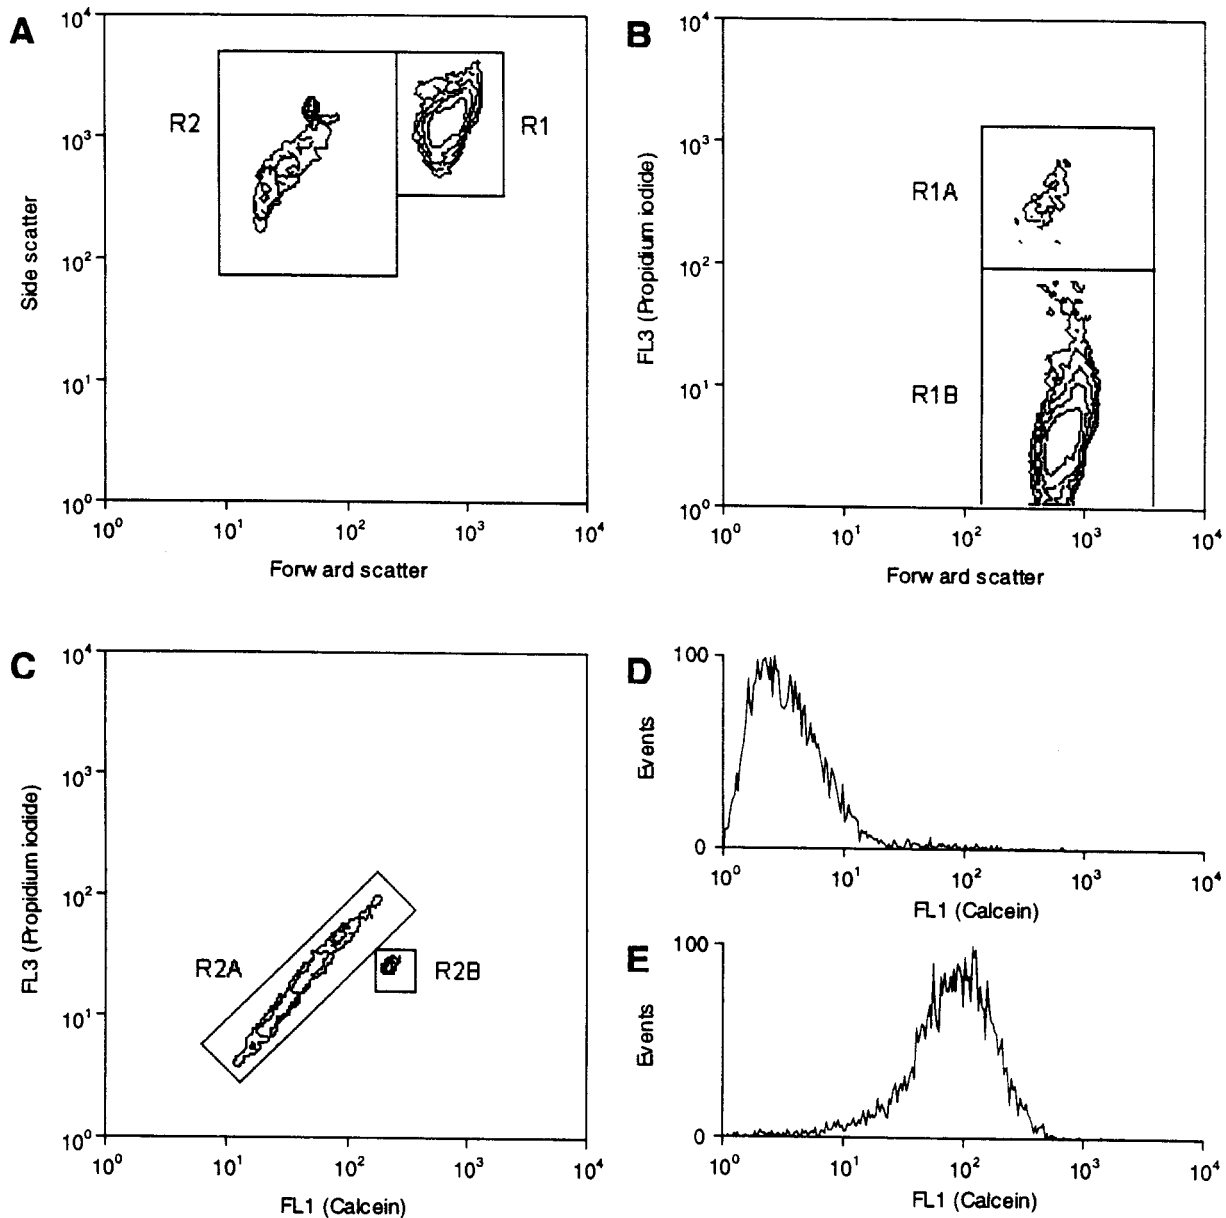 A
10⁴
10³
10²
10¹
10⁰
Side scatter
R2
R1
10⁰ 10¹ 10² 10³ 10⁴
Forw ard scatter
B
10⁴
10³
10²
10¹
10⁰
FL3 (Propidium iodide)
R1A
R1B
10⁰ 10¹ 10² 10³ 10⁴
Forw ard scatter
C
10⁴
10³
10²
10¹
10⁰
FL3 (Propidium iodide)
R2A
R2B
10⁰ 10¹ 10² 10³ 10⁴
FL1 (Calcein)
D
100
0
Events
10⁰ 10¹ 10² 10³ 10⁴
FL1 (Calcein)
E
100
0
Events
10⁰ 10¹ 10² 10³ 10⁴
FL1 (Calcein)